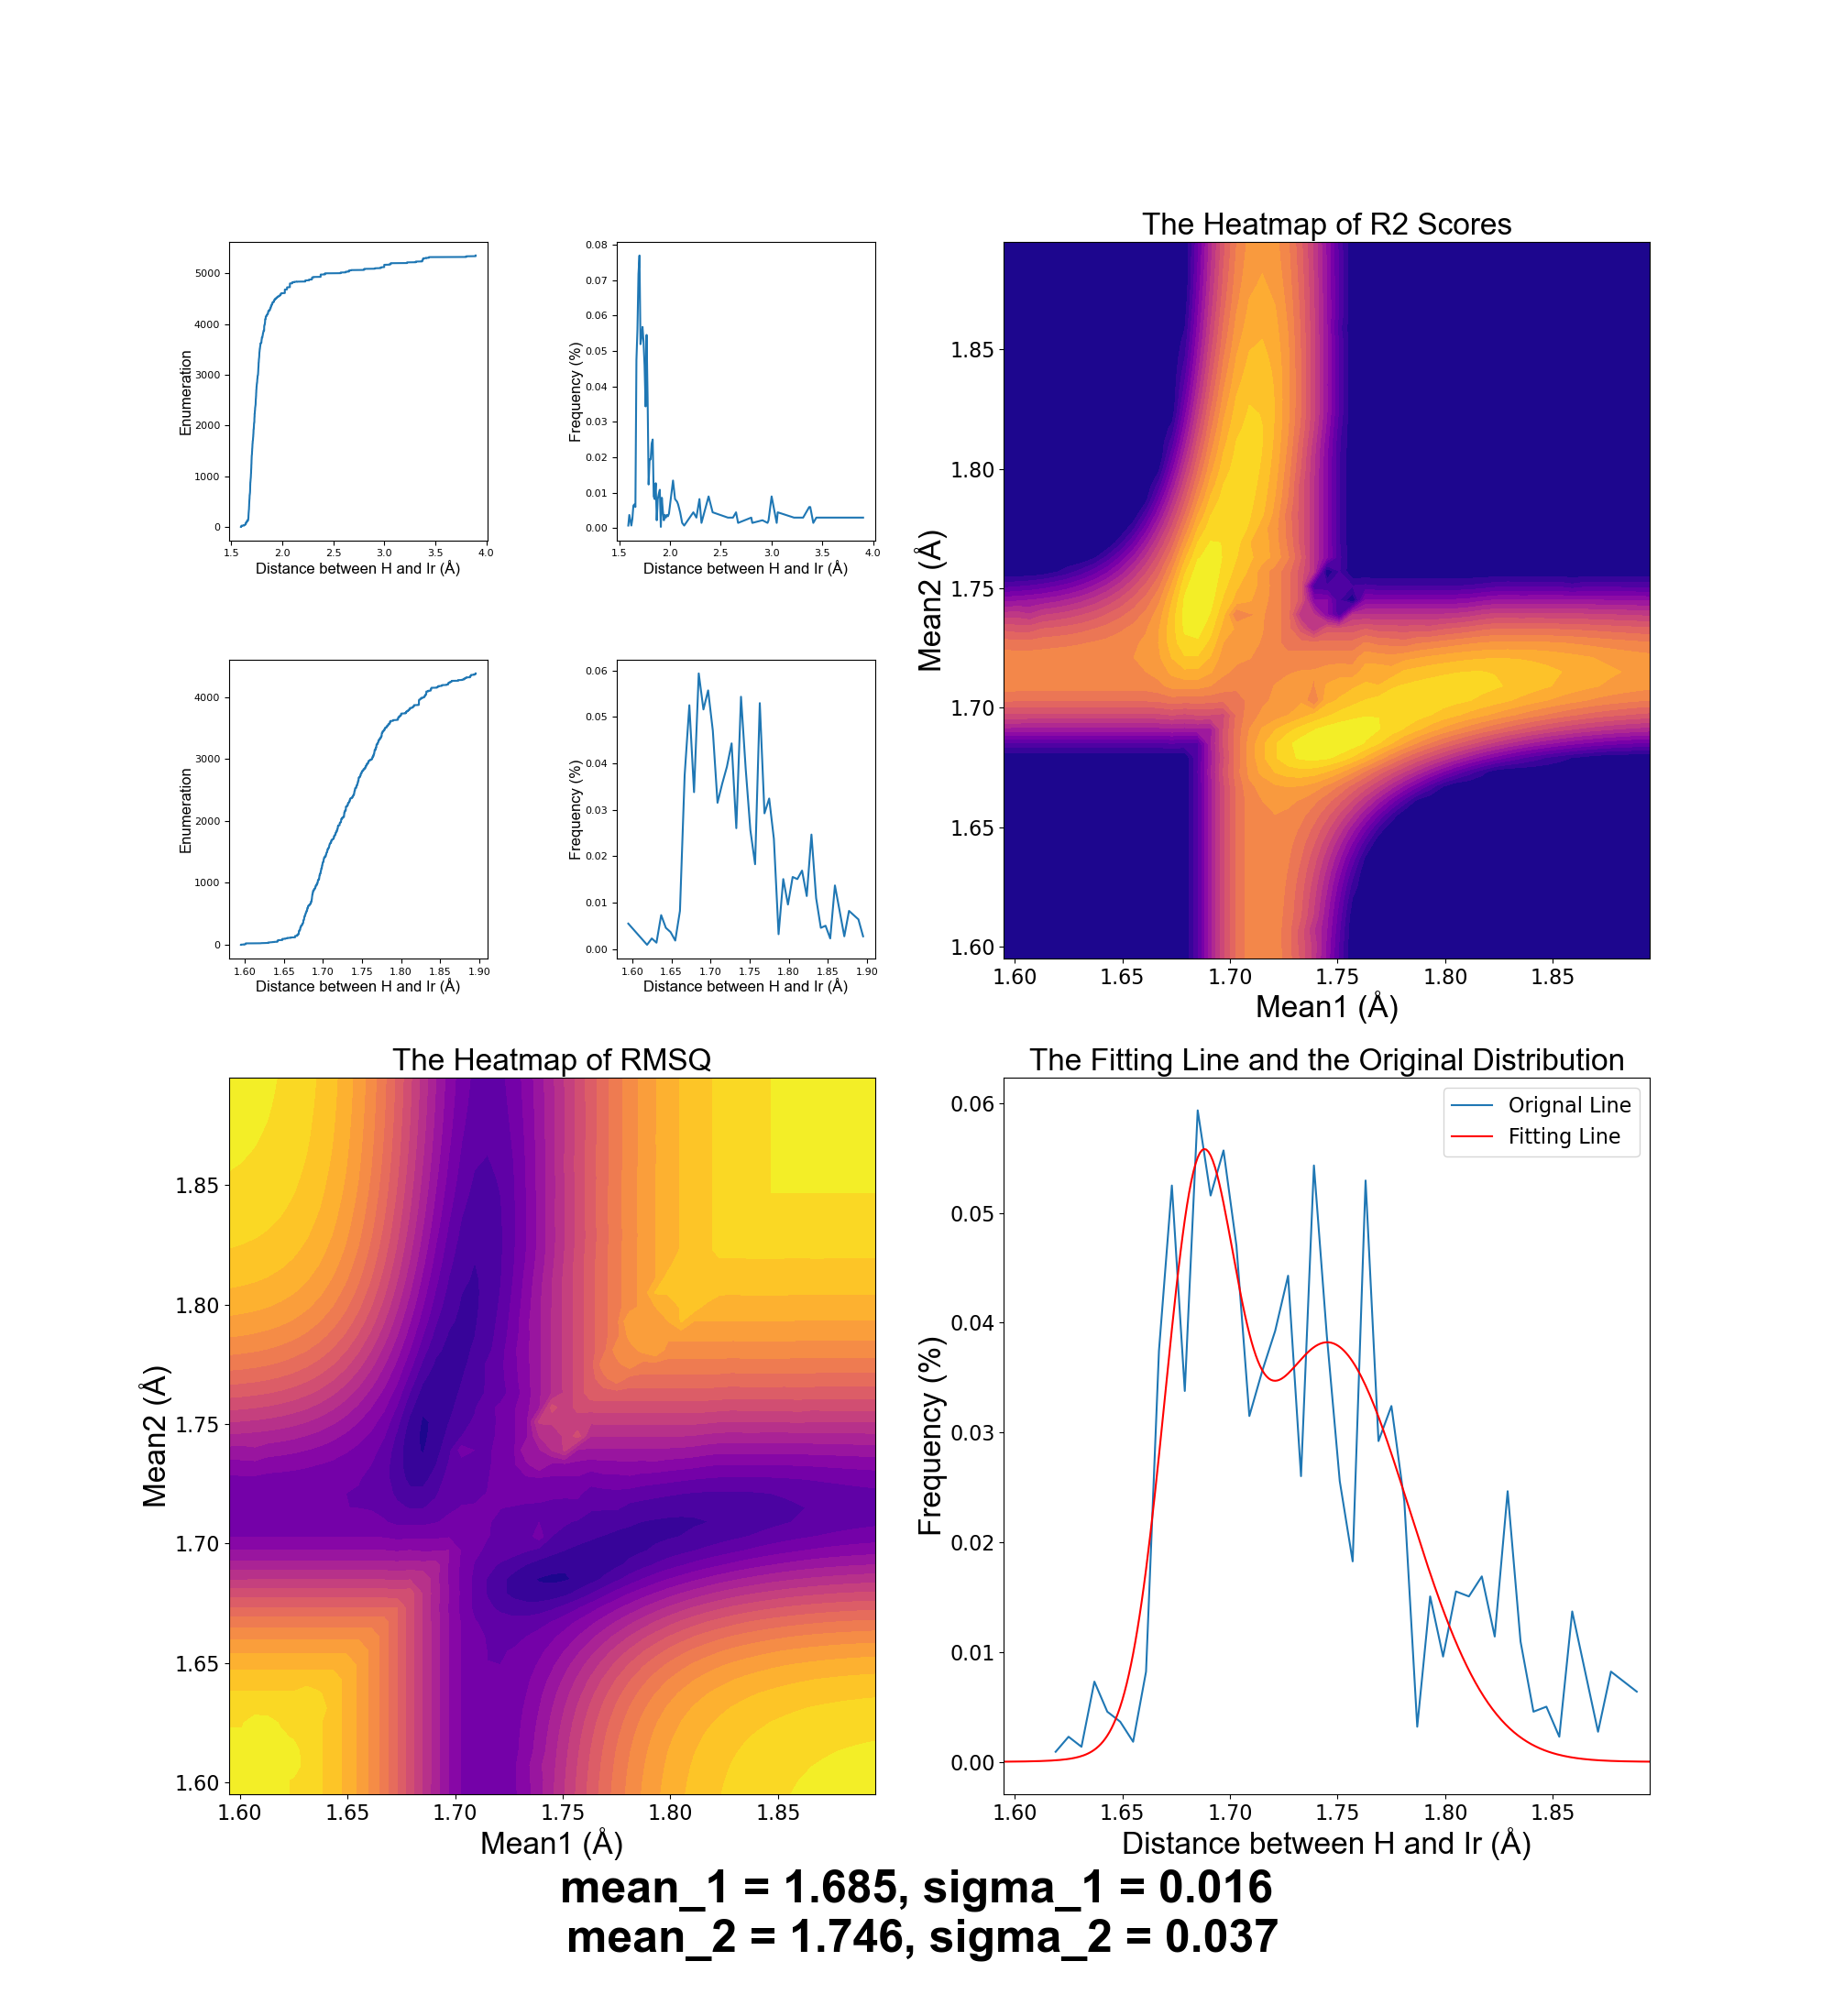 The Heatmap of R2 Scores
5000
4000
3000
2000
1000
0
Enumeration
1.5 2.0 2.5 3.0 3.5 4.0
Distance between H and Ir (Å)
0.08
0.07
0.06
0.05
0.04
0.03
0.02
0.01
0.00
Frequency (%)
1.5 2.0 2.5 3.0 3.5 4.0
Distance between H and Ir (Å)
1.85
1.80
1.75
1.70
1.65
1.60
Mean2 (Å)
1.60 1.65 1.70 1.75 1.80 1.85
Mean1 (Å)
4000
3000
2000
1000
0
Enumeration
1.60 1.65 1.70 1.75 1.80 1.85 1.90
Distance between H and Ir (Å)
0.06
0.05
0.04
0.03
0.02
0.01
0.00
Frequency (%)
1.60 1.65 1.70 1.75 1.80 1.85 1.90
Distance between H and Ir (Å)
The Heatmap of RMSQ
1.85
1.80
1.75
1.70
1.65
1.60
Mean2 (Å)
1.60 1.65 1.70 1.75 1.80 1.85
Mean1 (Å)
The Fitting Line and the Original Distribution
Orignal Line
Fitting Line
0.06
0.05
0.04
0.03
0.02
0.01
0.00
Frequency (%)
1.60 1.65 1.70 1.75 1.80 1.85
Distance between H and Ir (Å)
mean_1 = 1.685, sigma_1 = 0.016
mean_2 = 1.746, sigma_2 = 0.037